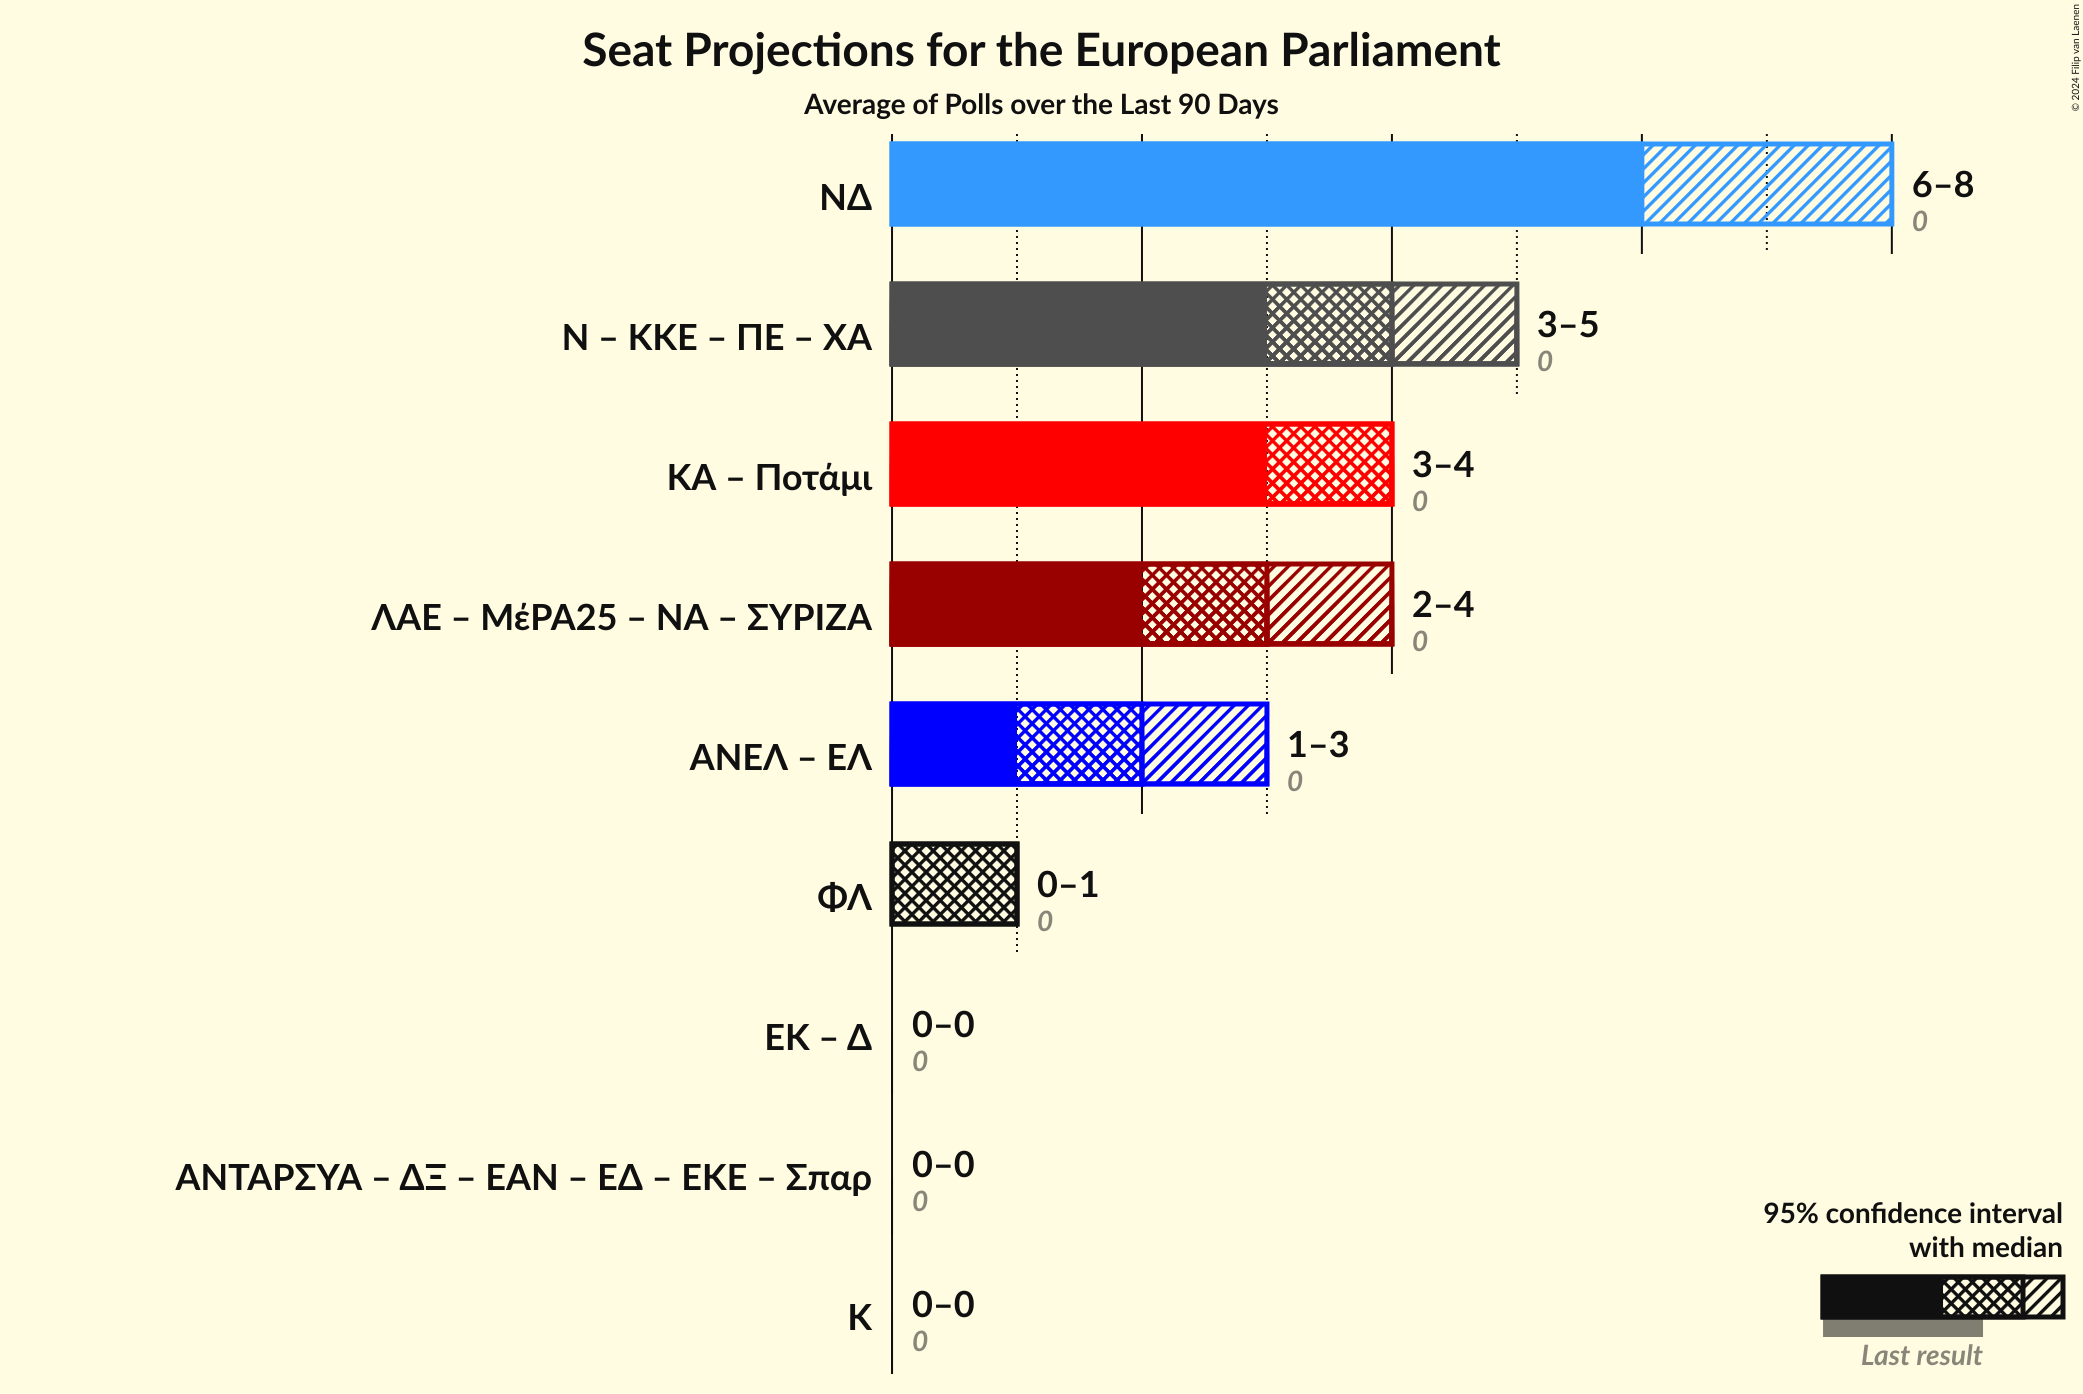 Seat Projections for the European Parliament
Average of Polls over the Last 90 Days
© 2024 Filip van Laenen
ΝΔ
6–8
0
Ν – ΚΚΕ – ΠΕ – ΧΑ
3–5
0
ΚΑ – Ποτάμι
3–4
0
ΛΑΕ – ΜέΡΑ25 – ΝΑ – ΣΥΡΙΖΑ
2–4
0
ΑΝΕΛ – ΕΛ
1–3
0
ΦΛ
0–1
0
ΕΚ – Δ
0–0
0
ΑΝΤΑΡΣΥΑ – ΔΞ – ΕΑΝ – ΕΔ – ΕΚΕ – Σπαρ
0–0
0
Κ
0–0
0
95% confidence interval
with median
Last result